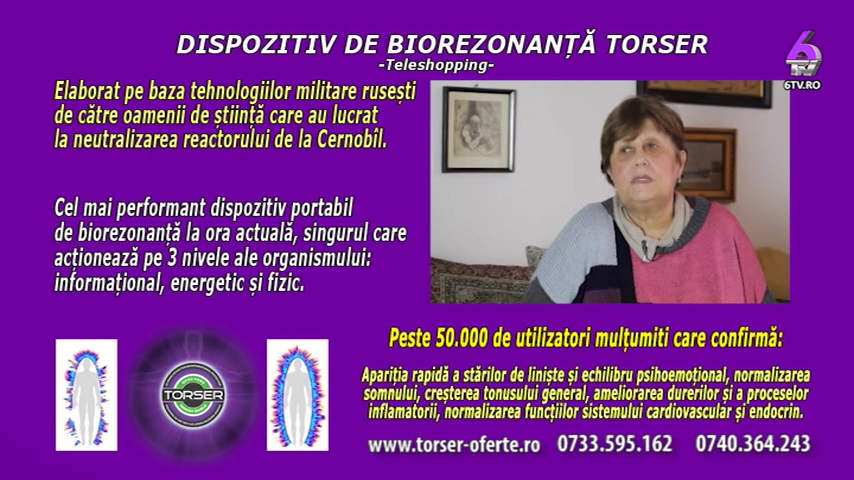 DISPOZITIV DE BIOREZONANȚĂ TORSER
-Teleshopping-
6TV.RO
Elaborat pe baza tehnologiilor militare rusești
de către oamenii de știință care au lucrat
la neutralizarea reactorului de la Cernobîl.
Cel mai performant dispozitiv portabil
de biorezonanță la ora actuală, singurul care
acționează pe 3 nivele ale organismului:
informațional, energetic și fizic.
TORSER
Peste 50.000 de utilizatori mulțumiti care confirmă:
Apariția rapidă a stărilor de liniște și echilibru psihoemoțional, normalizarea
somnului, creșterea tonusului general, ameliorarea durerilor și a proceselor
inflamatorii, normalizarea funcțiilor sistemului cardiovascular și endocrin.
www.torser-oferte.ro 0733.595.162 0740.364.243